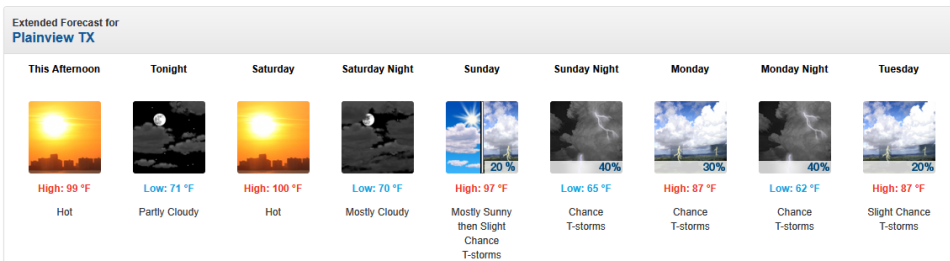 Extended Forecast for
Plainview TX
This Afternoon
High: 99 °F
Hot
Tonight
Low: 71 °F
Partly Cloudy
Saturday
High: 100 °F
Hot
Saturday Night
Low: 70 °F
Mostly Cloudy
Sunday
20 %
High: 97 °F
Mostly Sunny
then Slight
Chance
T-storms
Sunday Night
40%
Low: 65 °F
Chance
T-storms
Monday
30%
High: 87 °F
Chance
T-storms
Monday Night
40%
Low: 62 °F
Chance
T-storms
Tuesday
20%
High: 87 °F
Slight Chance
T-storms